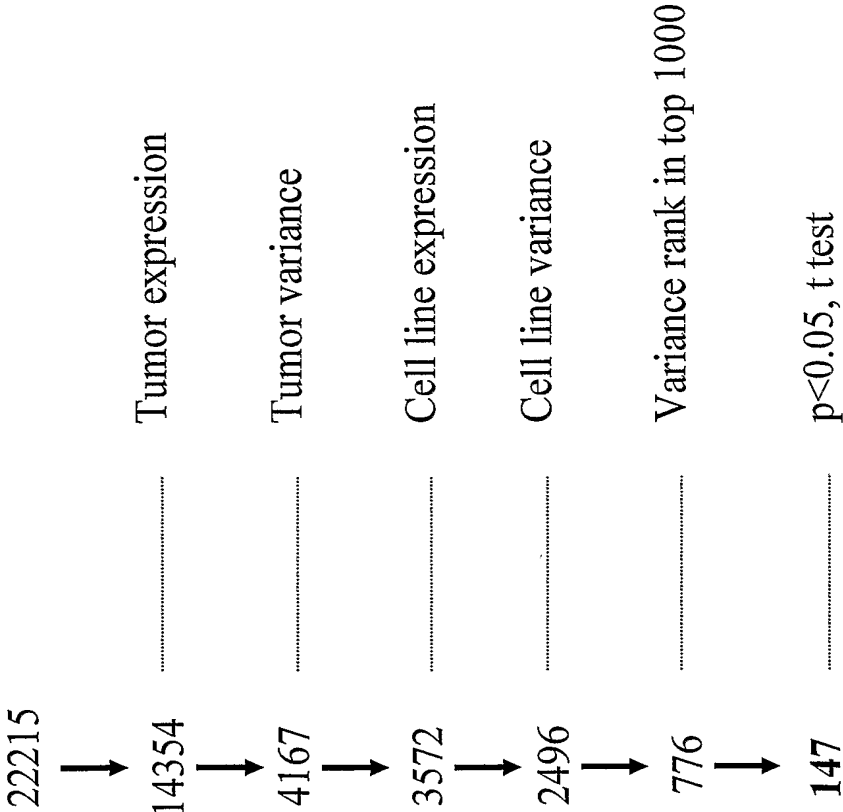 22215
14354 Tumor expression
4167 Tumor variance
3572 Cell line expression
2496 Cell line variance
776 Variance rank in top 1000
147 p<0.05, t test